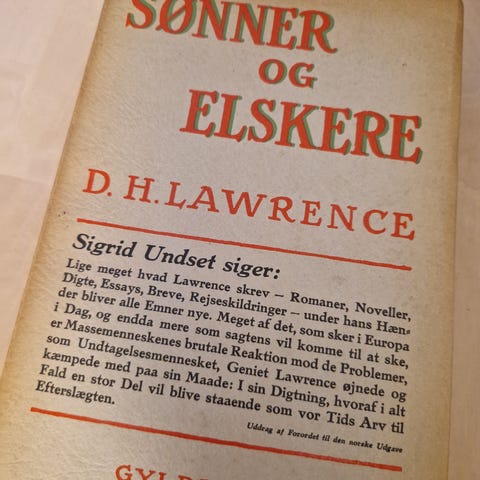 SØNNER
OG
ELSKERE
D. H. LAWRENCE
Sigrid Undset siger:
Lige meget hvad Lawrence skrev — Romaner, Noveller,
Digte, Essays, Breve, Rejseskildringer — under hans Hæn-
der bliver alle Emner nye. Meget af det, som sker i Europa
i Dag, og endda mere som sagtens vil komme til at ske,
er Massemenneskenes brutale Reaktion mod de Problemer,
som Undtagelsesmennesket, Geniet Lawrence øjnede og
kæmpede med paa sin Maade: I sin Digtning, hvoraf i alt
Fald en stor Del vil blive staaende som vor Tids Arv til
Efterslægten.
Uddrag af Forordet til den norske Udgave